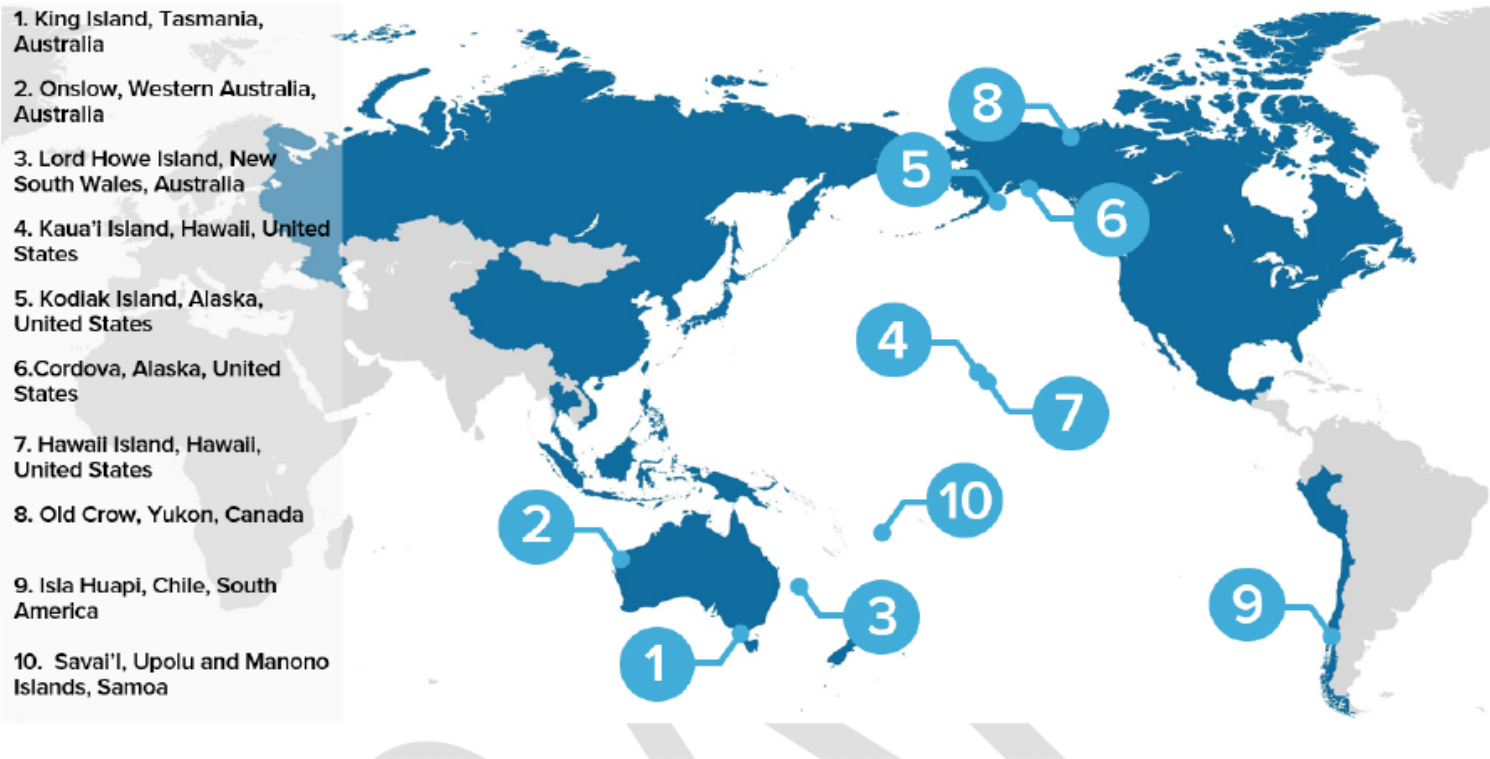 1. King Island, Tasmania,
Australia
2. Onslow, Western Australia,
Australia
3. Lord Howe Island, New
South Wales, Australia
4. Kaua'i Island, Hawaii, United
States
5. Kodiak Island, Alaska,
United States
6.Cordova, Alaska, United
States
7. Hawaii Island, Hawaii,
United States
8. Old Crow, Yukon, Canada
9. Isla Huapi, Chile, South
America
10. Savai'I, Upolu and Manono
Islands, Samoa
8
5
6
4
7
10
2
3
9
1